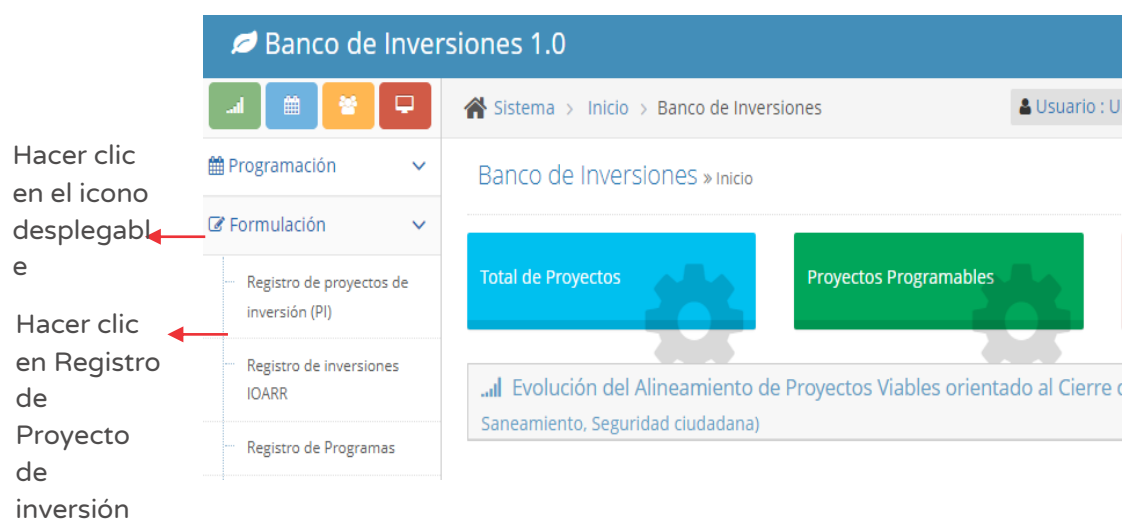 Banco de Inversiones 1.0
Sistema > Inicio > Banco de Inversiones
Usuario : U
Hacer clic
en el icono
desplegabl
e
Hacer clic
en Registro
de
Proyecto
de
inversión
Programación
Formulación
Registro de proyectos de
inversión (PI)
Registro de inversiones
IOARR
Registro de Programas
Banco de Inversiones » Inicio
Total de Proyectos
Proyectos Programables
Evolución del Alineamiento de Proyectos Viables orientado al Cierre
Saneamiento, Seguridad ciudadana)